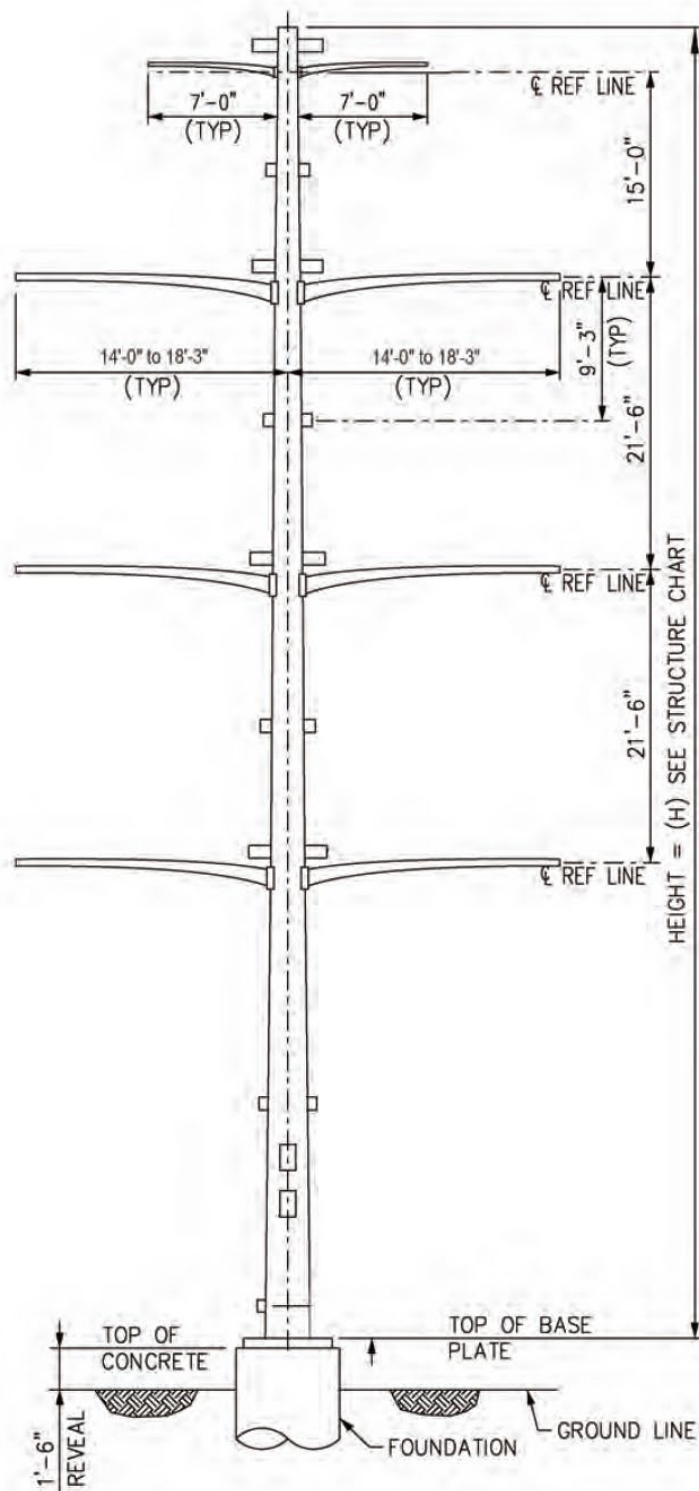 ℄ REF LINE
7'-0"
(TYP)
7'-0"
(TYP)
15'-0"
℄ REF LINE
14'-0" to 18'-3"
(TYP)
14'-0" to 18'-3"
(TYP)
9'-3"
(TYP)
21'-6"
℄ REF LINE
21'-6"
℄ REF LINE
HEIGHT = (H) SEE STRUCTURE CHART
TOP OF
CONCRETE
TOP OF BASE
PLATE
1'-6"
REVEAL
GROUND LINE
FOUNDATION